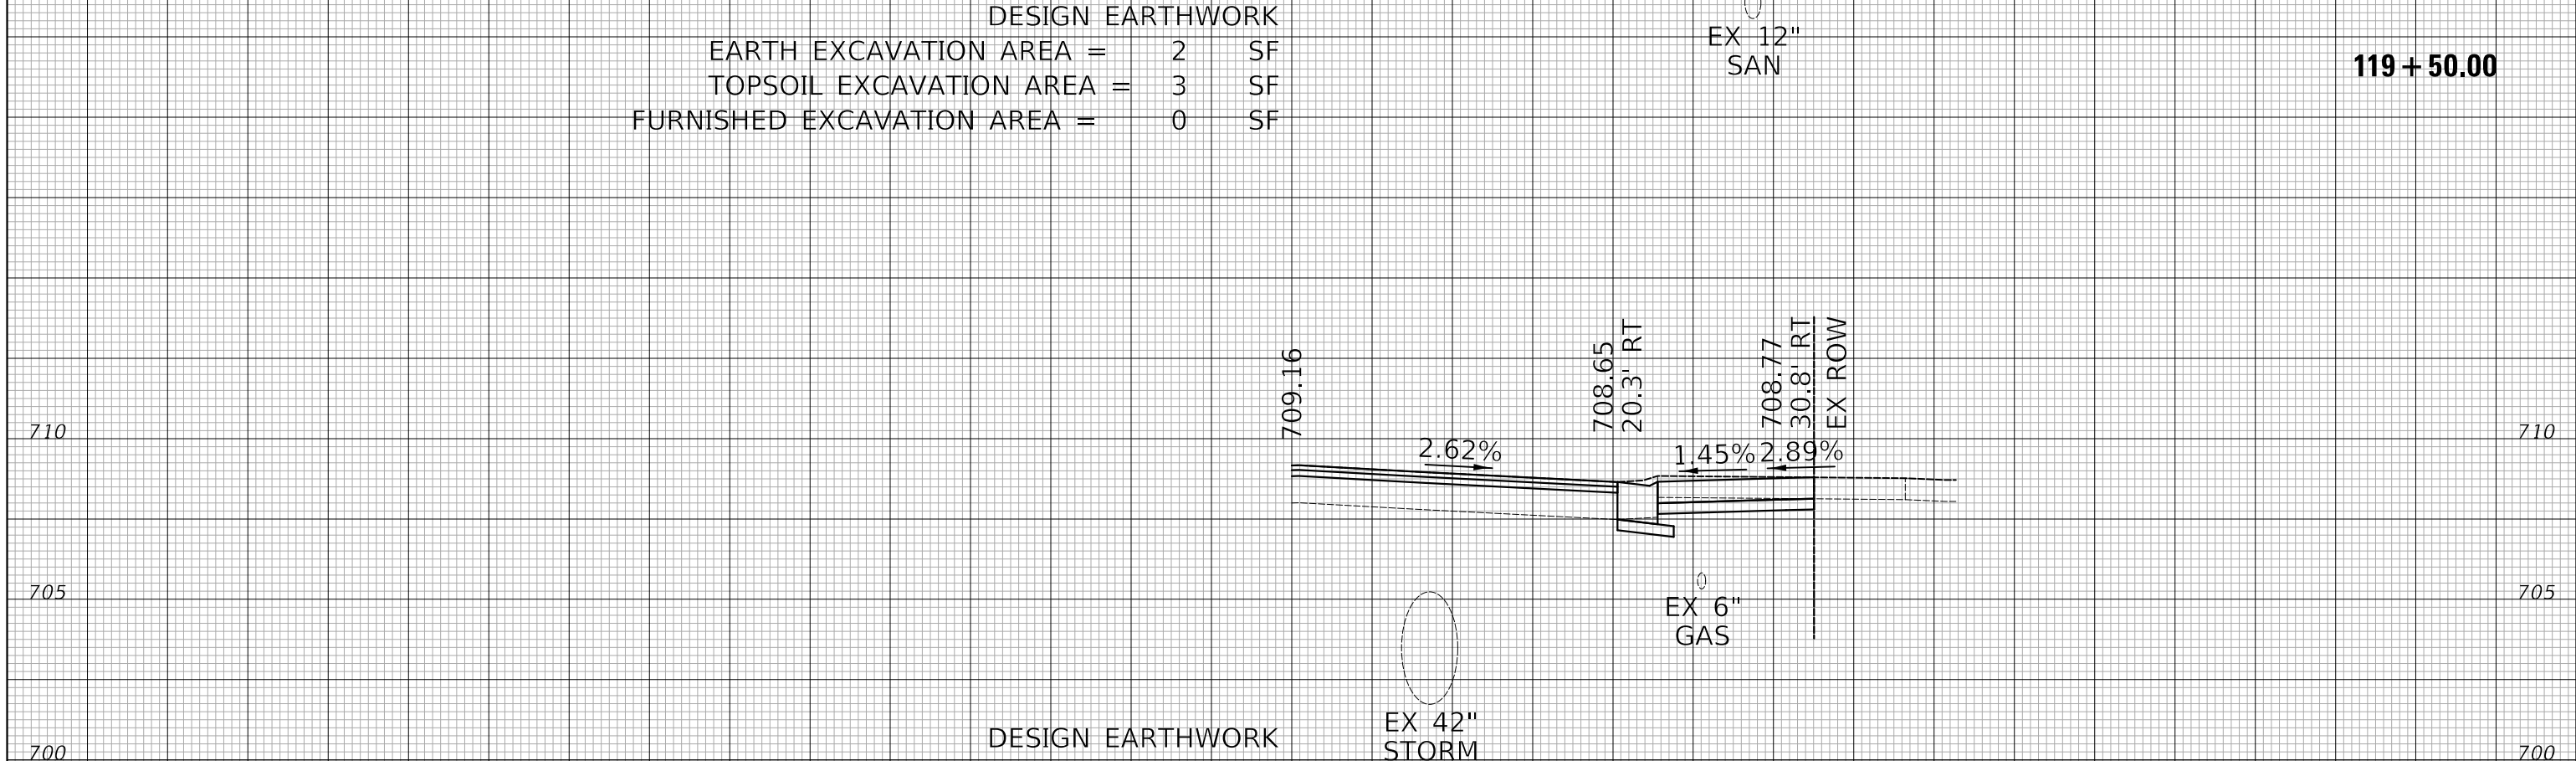 DESIGN EARTHWORK
EARTH EXCAVATION AREA = 2 SF
TOPSOIL EXCAVATION AREA = 3 SF
FURNISHED EXCAVATION AREA = 0 SF
EX 12"
SAN
119+50.00
709.16
708.65
20.3' RT
708.77
30.8' RT
EX ROW
710
710
2.62%
1.45%
2.89%
705
705
EX 6"
GAS
EX 42"
STORM
DESIGN EARTHWORK
700
700